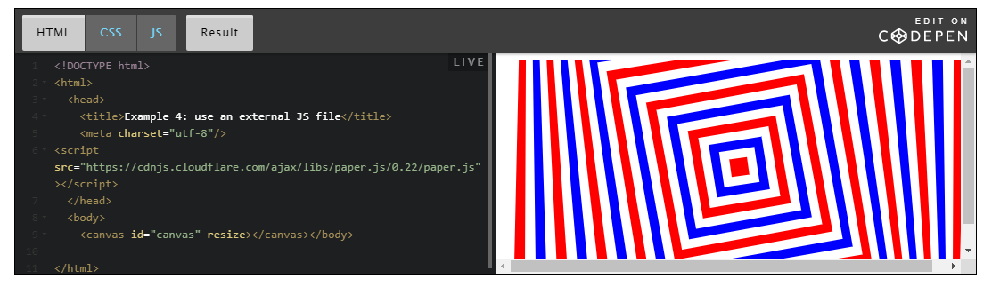 HTML CSS JS Result
EDIT ON
CODEPEN
LIVE
1 <!DOCTYPE html>
2 <html>
3 <head>
4 <title>Example 4: use an external JS file</title>
5 <meta charset="utf-8"/>
6 <script
src="https://cdnjs.cloudflare.com/ajax/libs/paper.js/0.22/paper.js"
></script>
7 </head>
8 <body>
9 <canvas id="canvas" resize></canvas></body>
10
11 </html>